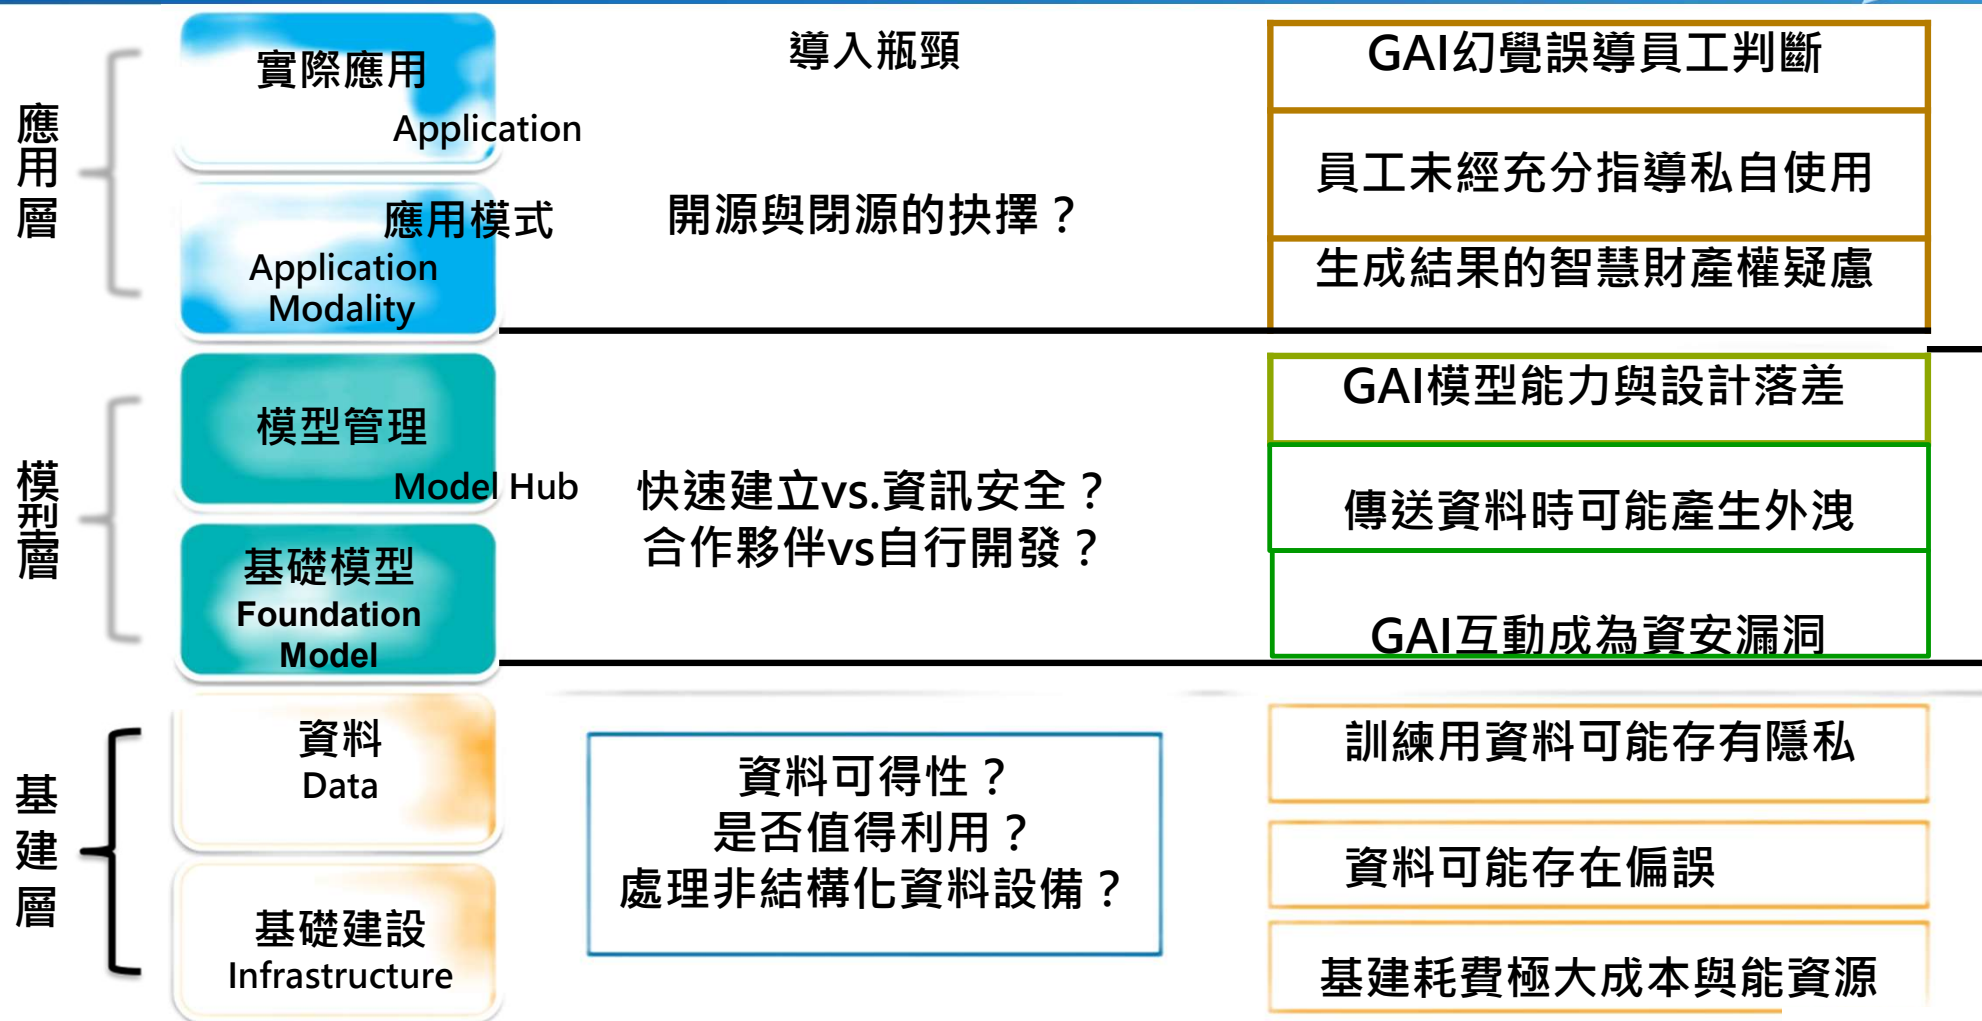 應用層
實際應用
Application
應用模式
Application
Modality
導入瓶頸
開源與閉源的抉擇？
GAI幻覺誤導員工判斷
員工未經充分指導私自使用
生成結果的智慧財產權疑慮
模型層
模型管理
Model Hub
基礎模型
Foundation
Model
快速建立vs.資訊安全？
合作夥伴vs自行開發？
GAI模型能力與設計落差
傳送資料時可能產生外洩
GAI互動成為資安漏洞
基建層
資料
Data
基礎建設
Infrastructure
資料可得性？
是否值得利用？
處理非結構化資料設備？
訓練用資料可能存有隱私
資料可能存在偏誤
基建耗費極大成本與能資源